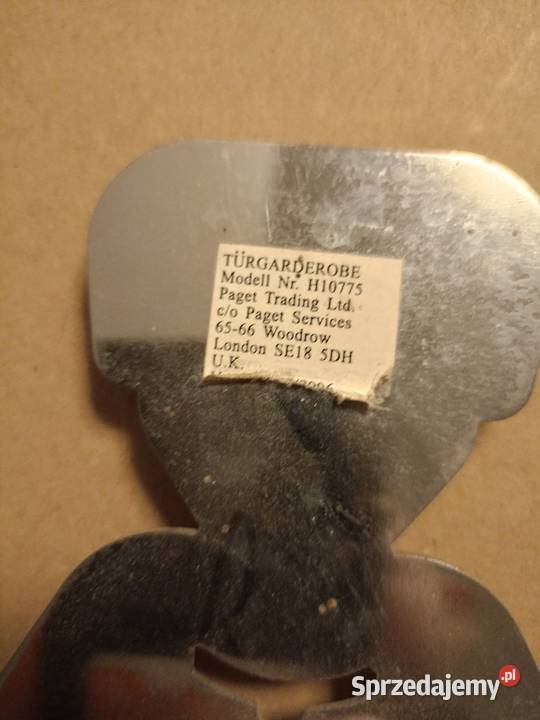 TÜRGARDEROBE
Modell Nr. H10775
Paget Trading Ltd.
c/o Paget Services
65-66 Woodrow
London SE18 5DH
U.K.
Sprzedajemy.pl